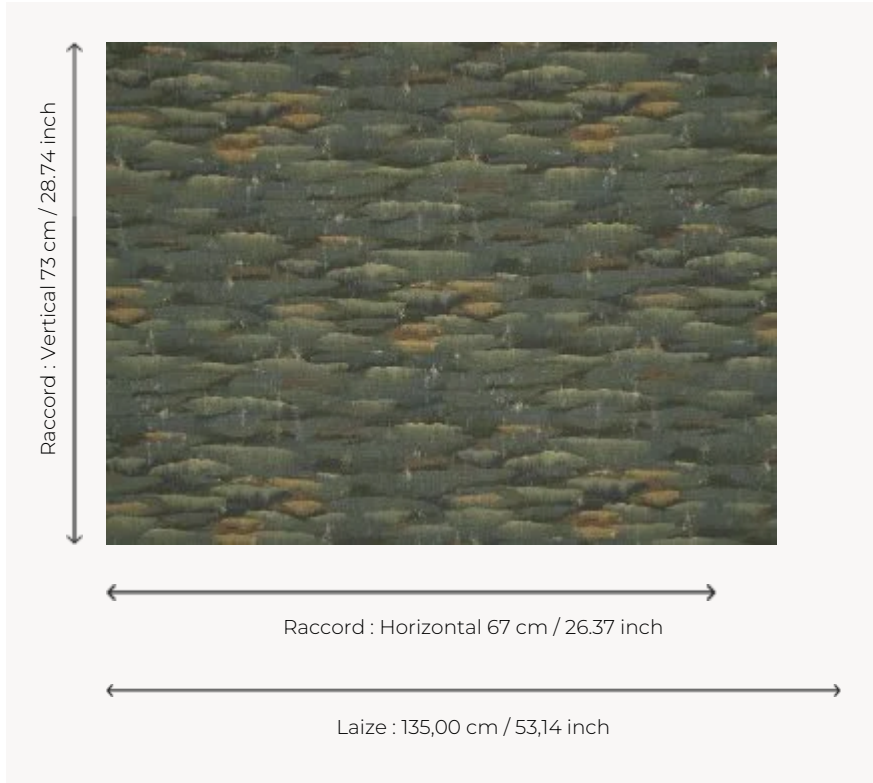 Raccord : Vertical 73 cm / 28.74 inch
Raccord : Horizontal 67 cm / 26.37 inch
Laize : 135,00 cm / 53,14 inch